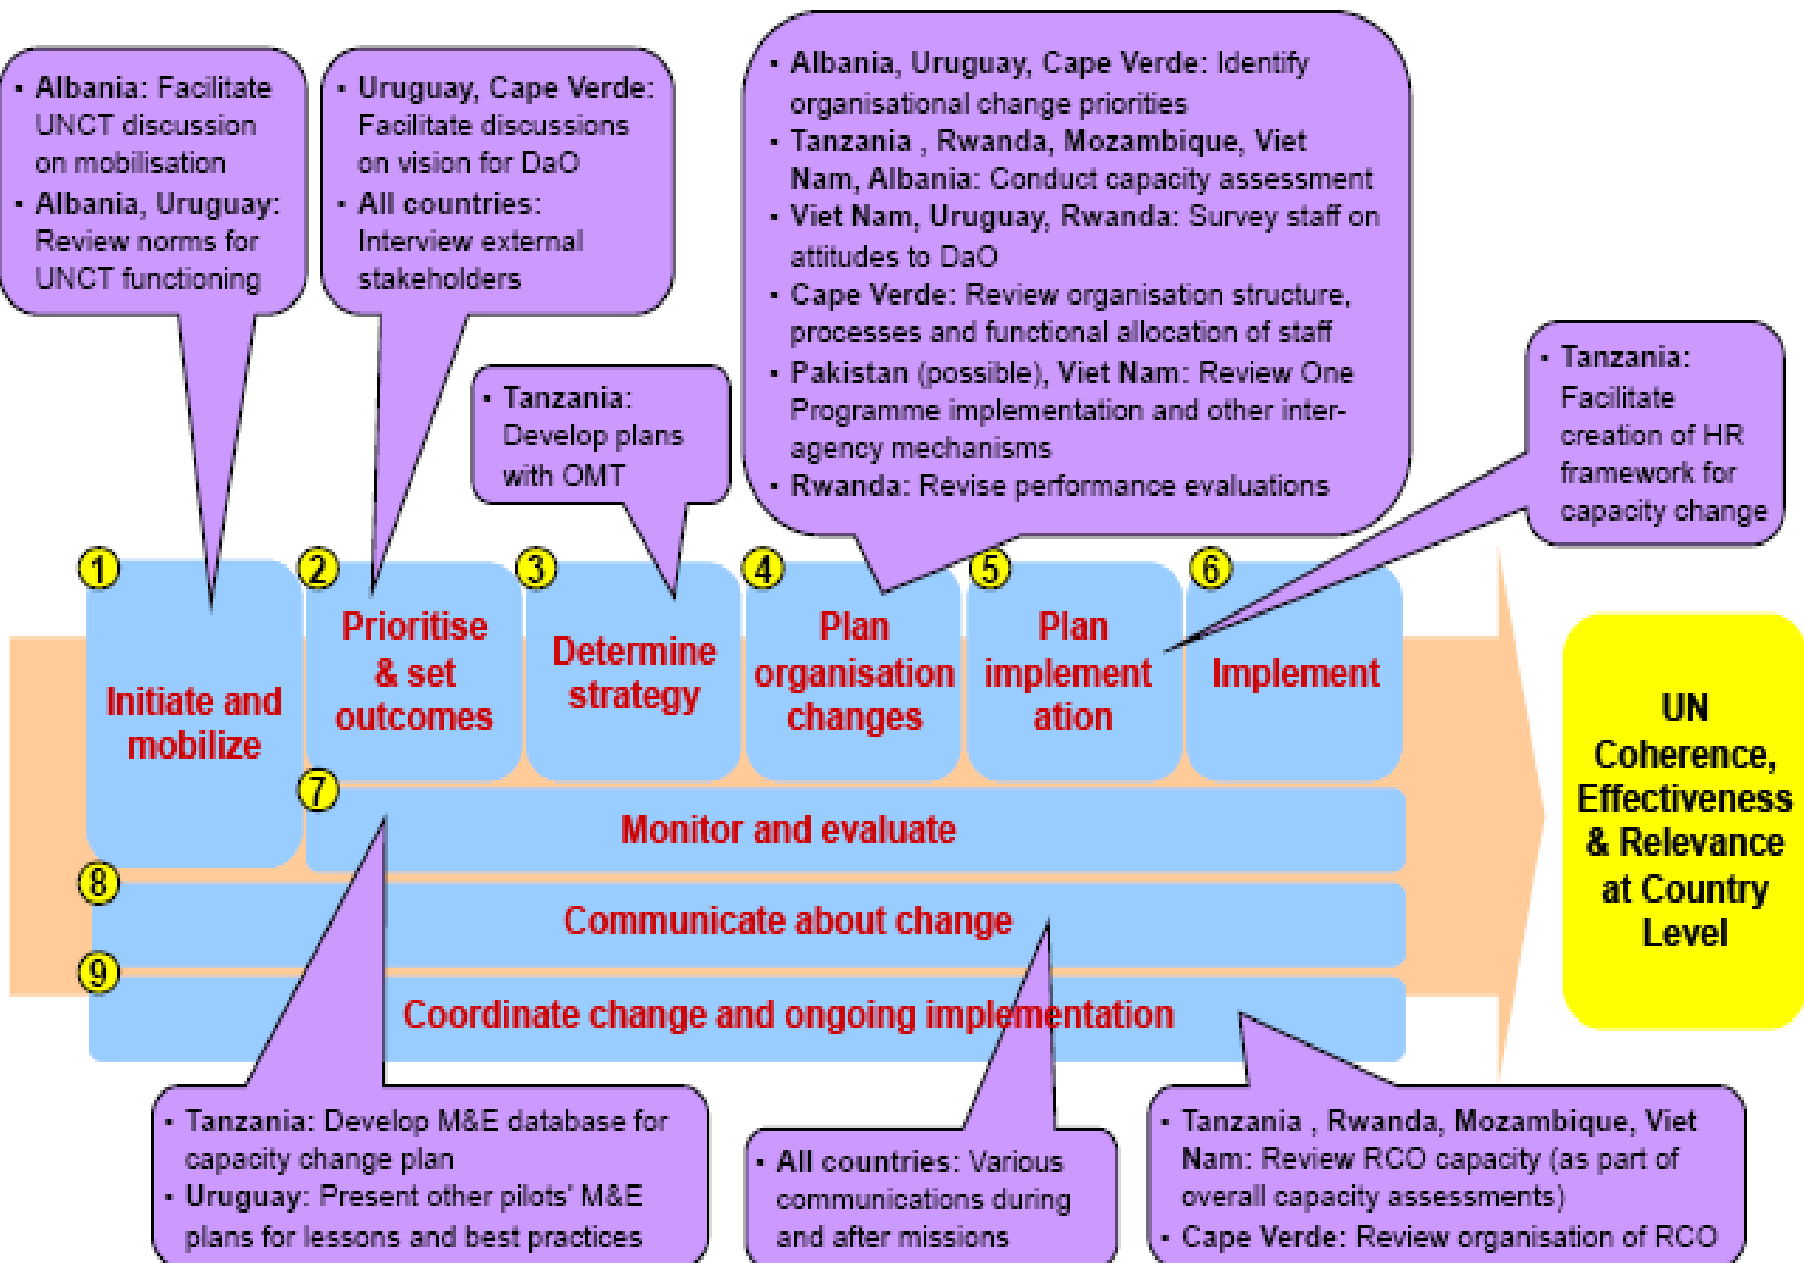 ▪ Albania: Facilitate
UNCT discussion
on mobilisation
▪ Albania, Uruguay:
Review norms for
UNCT functioning
▪ Uruguay, Cape Verde:
Facilitate discussions
on vision for DaO
▪ All countries:
Interview external
stakeholders
▪ Tanzania:
Develop plans
with OMT
▪ Albania, Uruguay, Cape Verde: Identify
organisational change priorities
▪ Tanzania , Rwanda, Mozambique, Viet
Nam, Albania: Conduct capacity assessment
▪ Viet Nam, Uruguay, Rwanda: Survey staff on
attitudes to DaO
▪ Cape Verde: Review organisation structure,
processes and functional allocation of staff
▪ Pakistan (possible), Viet Nam: Review One
Programme implementation and other inter-
agency mechanisms
▪ Rwanda: Revise performance evaluations
▪ Tanzania:
Facilitate
creation of HR
framework for
capacity change
1
Initiate and
mobilize
2
Prioritise
& set
outcomes
3
Determine
strategy
4
Plan
organisation
changes
5
Plan
implement
ation
6
Implement
7
Monitor and evaluate
8
Communicate about change
9
Coordinate change and ongoing implementation
UN
Coherence,
Effectiveness
& Relevance
at Country
Level
▪ Tanzania: Develop M&E database for
capacity change plan
▪ Uruguay: Present other pilots' M&E
plans for lessons and best practices
▪ All countries: Various
communications during
and after missions
▪ Tanzania , Rwanda, Mozambique, Viet
Nam: Review RCO capacity (as part of
overall capacity assessments)
▪ Cape Verde: Review organisation of RCO